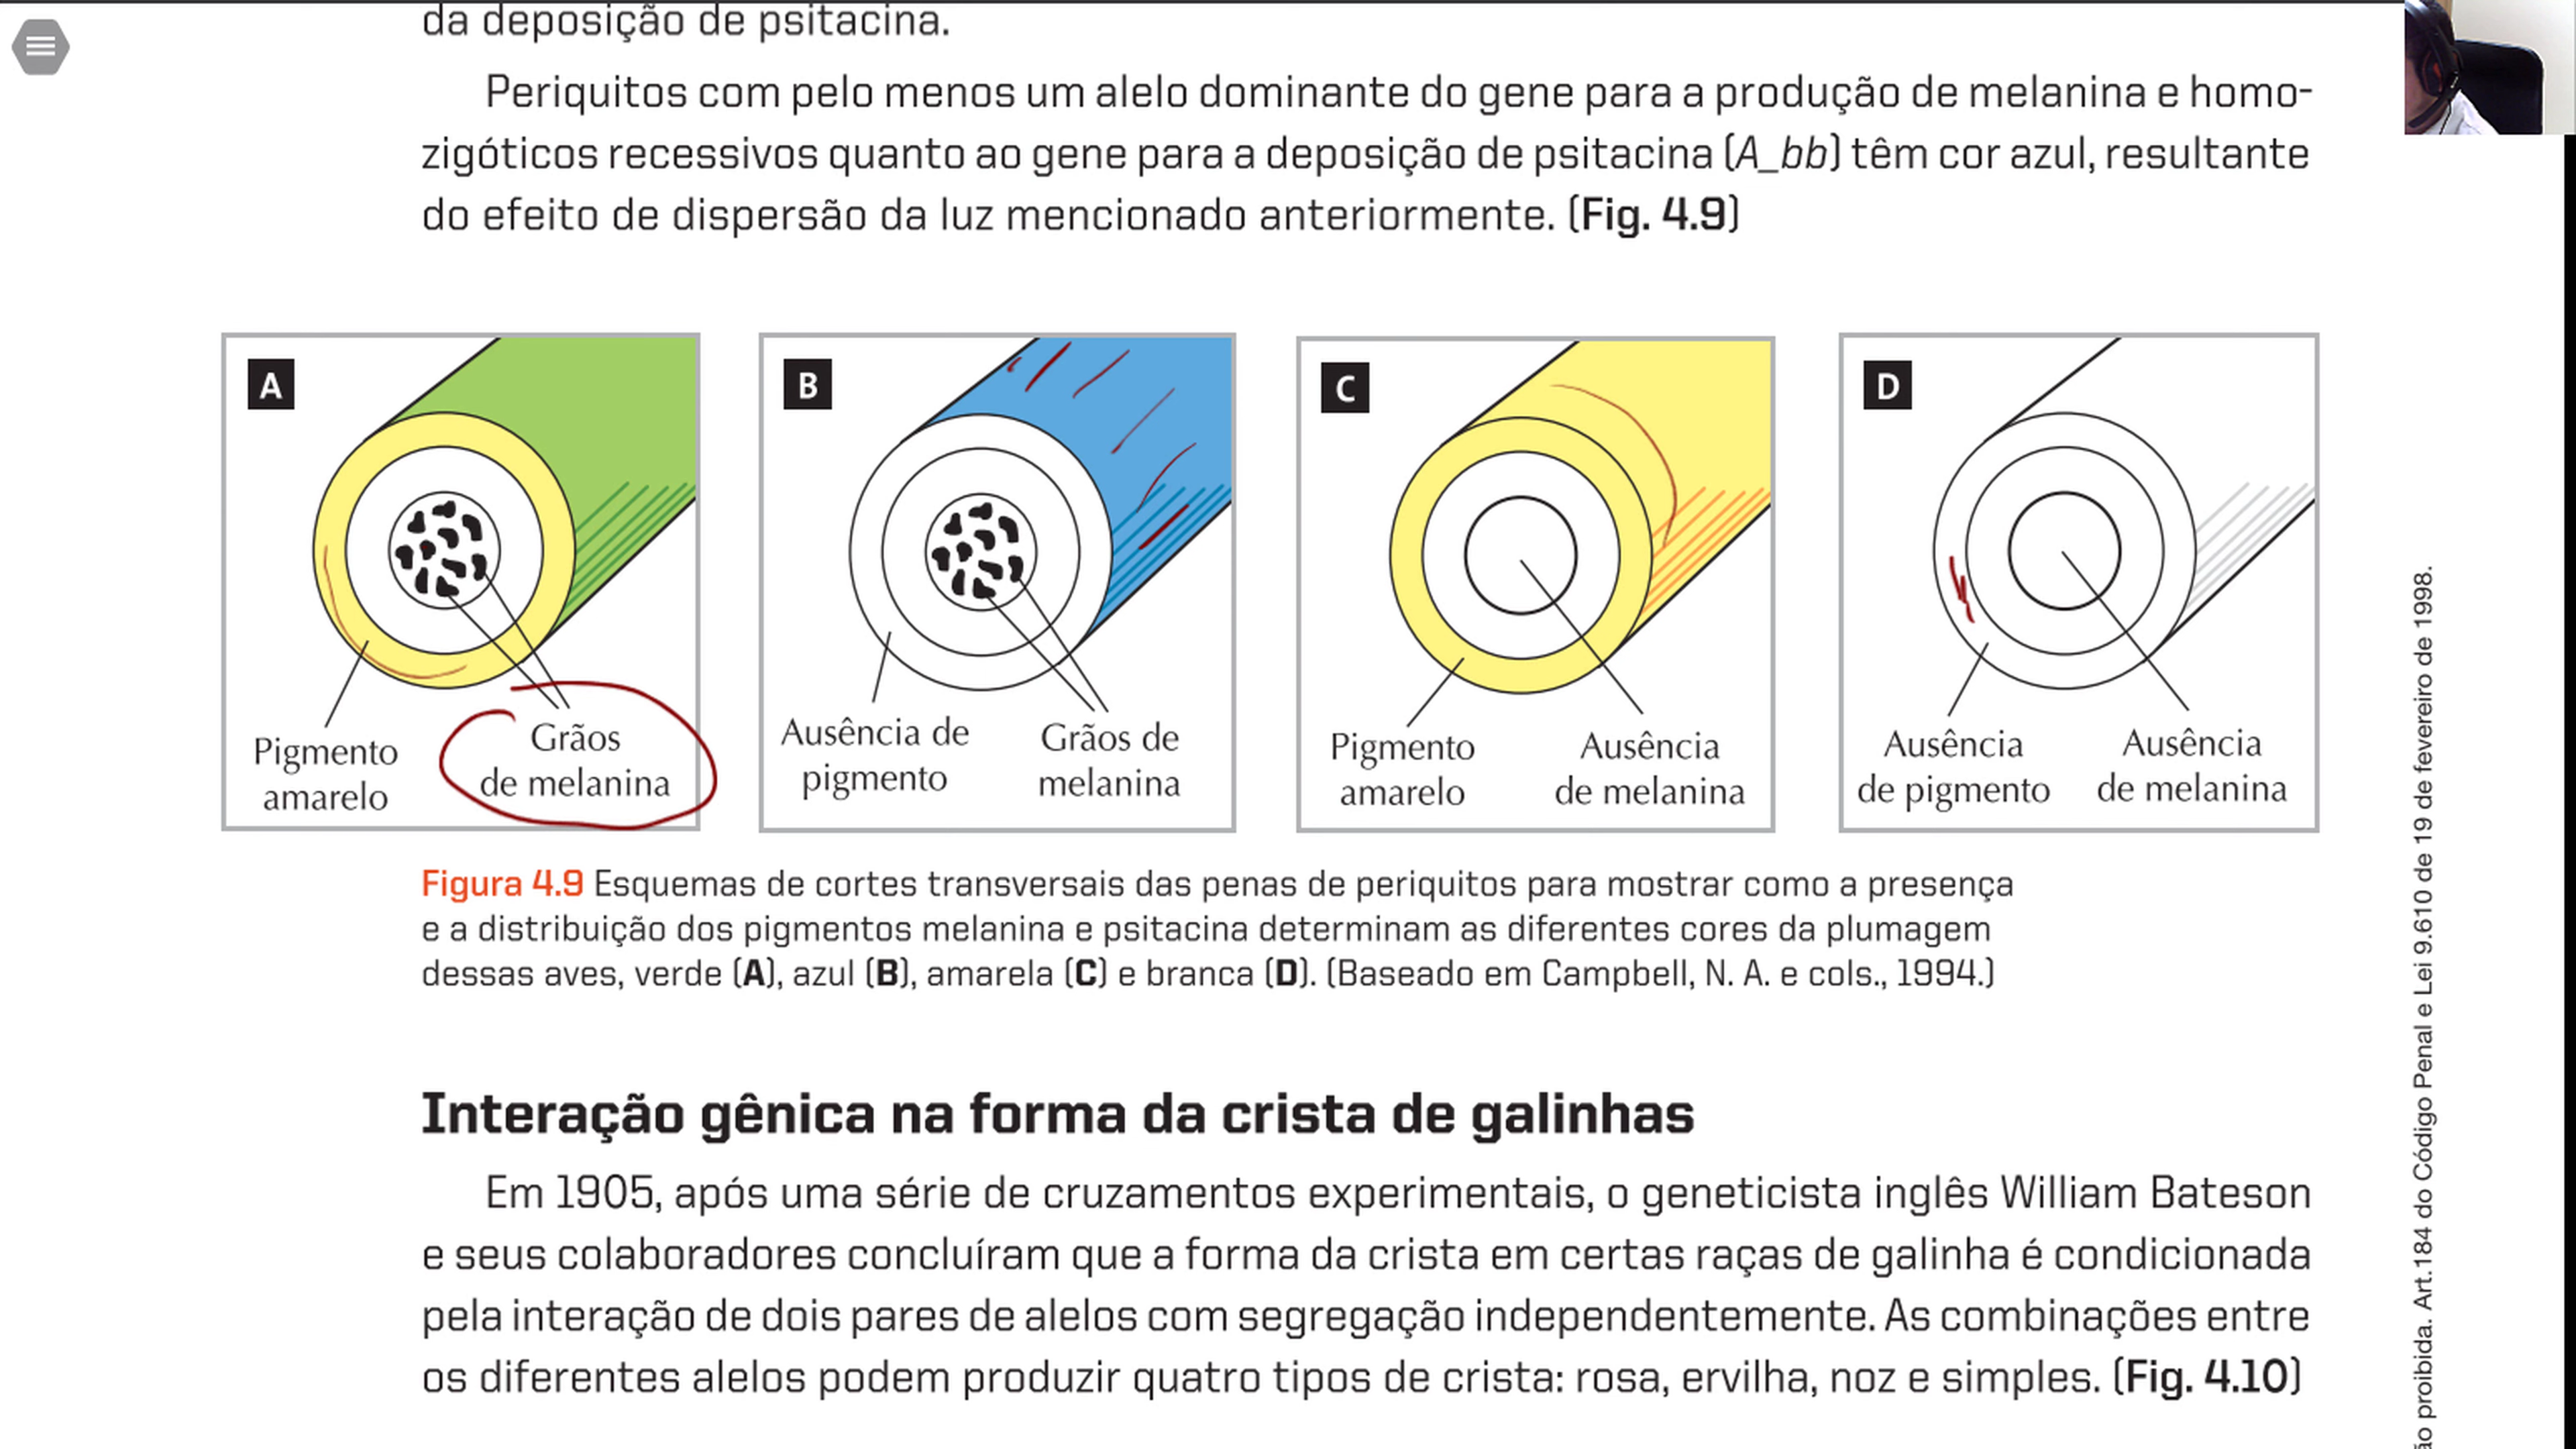 da deposição de psitacina.
Periquitos com pelo menos um alelo dominante do gene para a produção de melanina e homo-
zigóticos recessivos quanto ao gene para a deposição de psitacina (A_bb) têm cor azul, resultante
do efeito de dispersão da luz mencionado anteriormente. (Fig. 4.9)
A
Pigmento
amarelo
Grãos
de melanina
B
Ausência de
pigmento
Grãos de
melanina
C
Pigmento
amarelo
Ausência
de melanina
D
Ausência
de pigmento
Ausência
de melanina
Figura 4.9 Esquemas de cortes transversais das penas de periquitos para mostrar como a presença
e a distribuição dos pigmentos melanina e psitacina determinam as diferentes cores da plumagem
dessas aves, verde (A), azul (B), amarela (C) e branca (D). (Baseado em Campbell, N. A. e cols., 1994.)
Interação gênica na forma da crista de galinhas
Em 1905, após uma série de cruzamentos experimentais, o geneticista inglês William Bateson
e seus colaboradores concluíram que a forma da crista em certas raças de galinha é condicionada
pela interação de dois pares de alelos com segregação independentemente. As combinações entre
os diferentes alelos podem produzir quatro tipos de crista: rosa, ervilha, noz e simples. (Fig. 4.10)
ão proibida. Art.184 do Código Penal e Lei 9.610 de 19 de fevereiro de 1998.